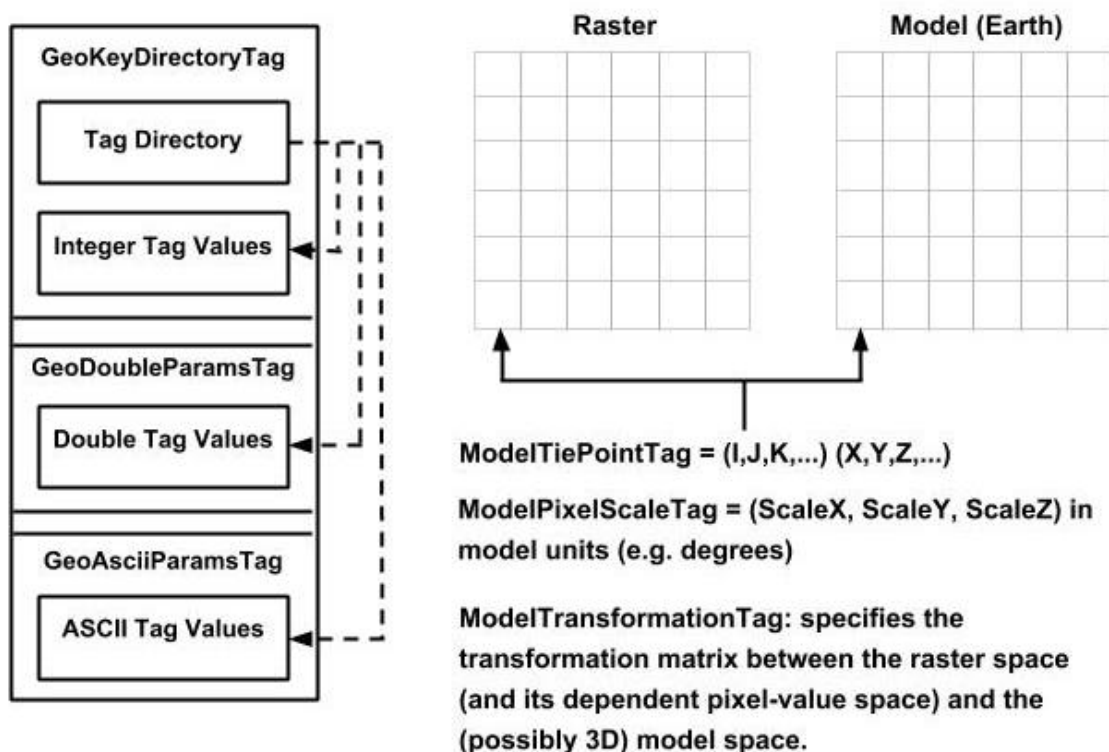 GeoKeyDirectoryTag
Tag Directory
Integer Tag Values
GeoDoubleParamsTag
Double Tag Values
GeoAsciiParamsTag
ASCII Tag Values
Raster
Model (Earth)
ModelTiePointTag = (I,J,K,...) (X,Y,Z,...)
ModelPixelScaleTag = (ScaleX, ScaleY, ScaleZ) in
model units (e.g. degrees)
ModelTransformationTag: specifies the
transformation matrix between the raster space
(and its dependent pixel-value space) and the
(possibly 3D) model space.